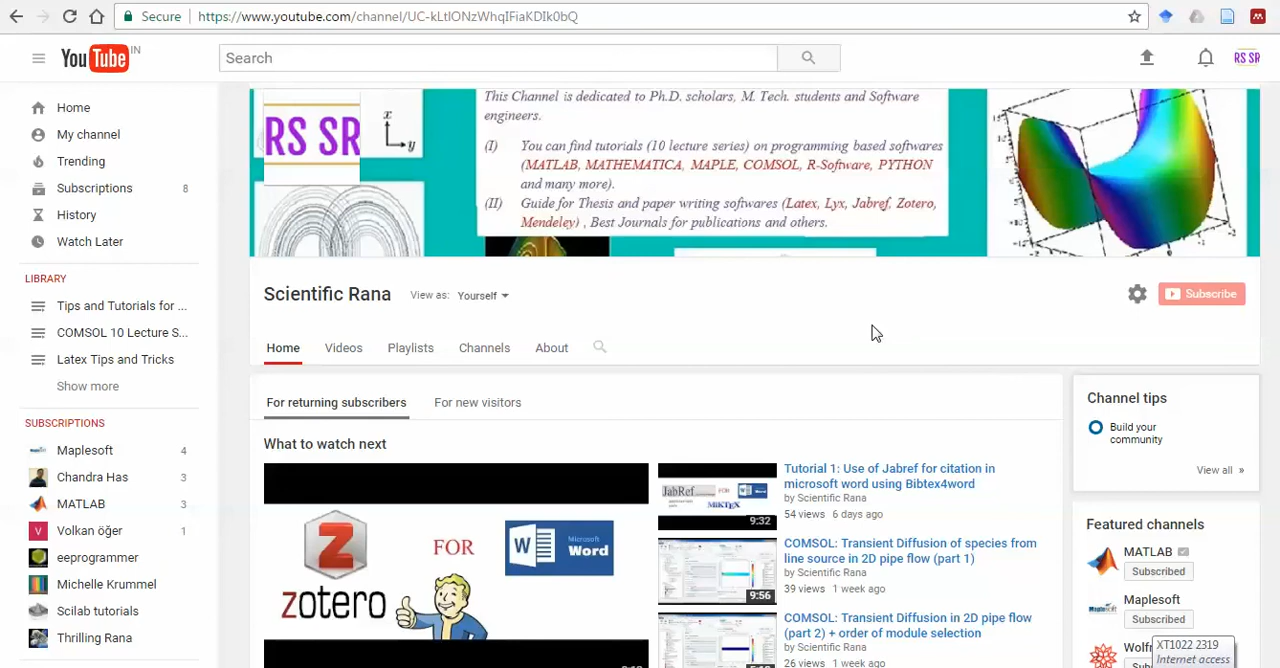 Secure https://www.youtube.com/channel/UC-kLtIONzWhqIFiaKDIk0bQ
YouTube IN
Search
RS SR
Home
My channel
Trending
Subscriptions 8
History
Watch Later
LIBRARY
Tips and Tutorials for ...
COMSOL 10 Lecture S...
Latex Tips and Tricks
Show more
SUBSCRIPTIONS
Maplesoft 4
Chandra Has 3
MATLAB 3
V Volkan öğer 1
eeprogrammer
Michelle Krummel
Scilab tutorials
Thrilling Rana
RS SR
x
y
This Channel is dedicated to Ph.D. scholars, M. Tech. students and Software
engineers.
(I) You can find tutorials (10 lecture series) on programming based softwares
(MATLAB, MATHEMATICA, MAPLE, COMSOL, R-Software, PYTHON
and many more).
(II) Guide for Thesis and paper writing softwares (Latex, Lyx, Jabref, Zotero,
Mendeley) , Best Journals for publications and others.
Scientific Rana View as: Yourself
Subscribe
Home Videos Playlists Channels About
For returning subscribers For new visitors
What to watch next
Z
zotero
FOR
W Microsoft
Word
JabRef FOR
MiKTEX
9:32
Tutorial 1: Use of Jabref for citation in
microsoft word using Bibtex4word
by Scientific Rana
54 views 6 days ago
9:56
COMSOL: Transient Diffusion of species from
line source in 2D pipe flow (part 1)
by Scientific Rana
39 views 1 week ago
COMSOL: Transient Diffusion in 2D pipe flow
(part 2) + order of module selection
by Scientific Rana
26 views 1 week ago
Channel tips
Build your
community
View all »
Featured channels
MATLAB
Subscribed
Maplesoft
Subscribed
Wolfr
XT1022 2319
Internet access